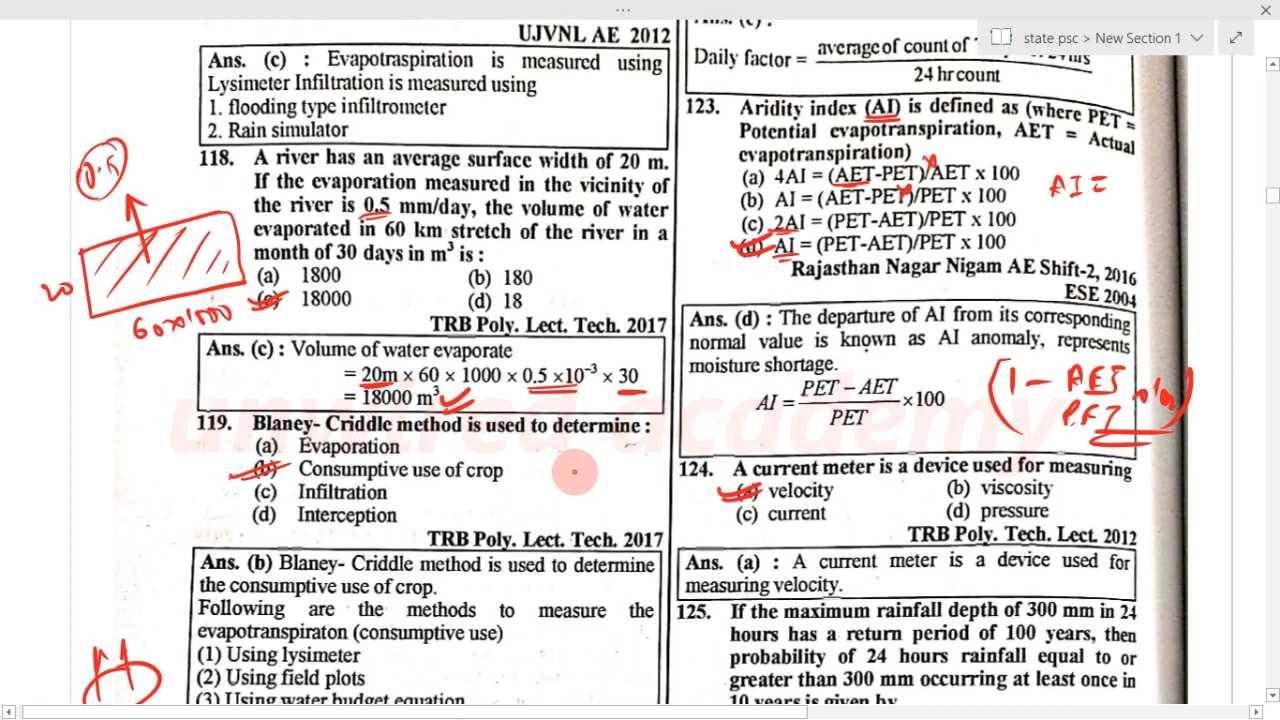 ...
state psc > New Section 1
UJVNL AE 2012
Ans. (c) : Evapotraspiration is measured using
Lysimeter Infiltration is measured using
1. flooding type infiltrometer
2. Rain simulator
118. A river has an average surface width of 20 m.
If the evaporation measured in the vicinity of
the river is 0.5 mm/day, the volume of water
evaporated in 60 km stretch of the river in a
month of 30 days in m³ is :
(a) 1800 (b) 180
(c) 18000 (d) 18
TRB Poly. Lect. Tech. 2017
Ans. (c) : Volume of water evaporate
= 20m × 60 × 1000 × 0.5 ×10⁻³ × 30
= 18000 m³
119. Blaney- Criddle method is used to determine :
(a) Evaporation
(b) Consumptive use of crop
(c) Infiltration
(d) Interception
TRB Poly. Lect. Tech. 2017
Ans. (b) Blaney- Criddle method is used to determine
the consumptive use of crop.
Following are the methods to measure the
evapotranspiraton (consumptive use)
(1) Using lysimeter
(2) Using field plots
(3) Using water budget equation
0.5
20
60×1000
Ans. (c) :
Daily factor = average of count of 24 hrs
24 hr count
123. Aridity index (AI) is defined as (where PET =
Potential evapotranspiration, AET = Actual
evapotranspiration)
(a) 4AI = (AET-PET)/AET x 100
(b) AI = (AET-PET)/PET x 100
(c) 2AI = (PET-AET)/PET x 100
(d) AI = (PET-AET)/PET x 100
AI =
Rajasthan Nagar Nigam AE Shift-2, 2016
ESE 2004
Ans. (d) : The departure of AI from its corresponding
normal value is known as AI anomaly, represents
moisture shortage.
AI = PET − AET / PET ×100
(1 - AET
PET
124. A current meter is a device used for measuring
(a) velocity (b) viscosity
(c) current (d) pressure
TRB Poly. Tech. Lect. 2012
Ans. (a) : A current meter is a device used for
measuring velocity.
125. If the maximum rainfall depth of 300 mm in 24
hours has a return period of 100 years, then
probability of 24 hours rainfall equal to or
greater than 300 mm occurring at least once in
10 years is given by
academy